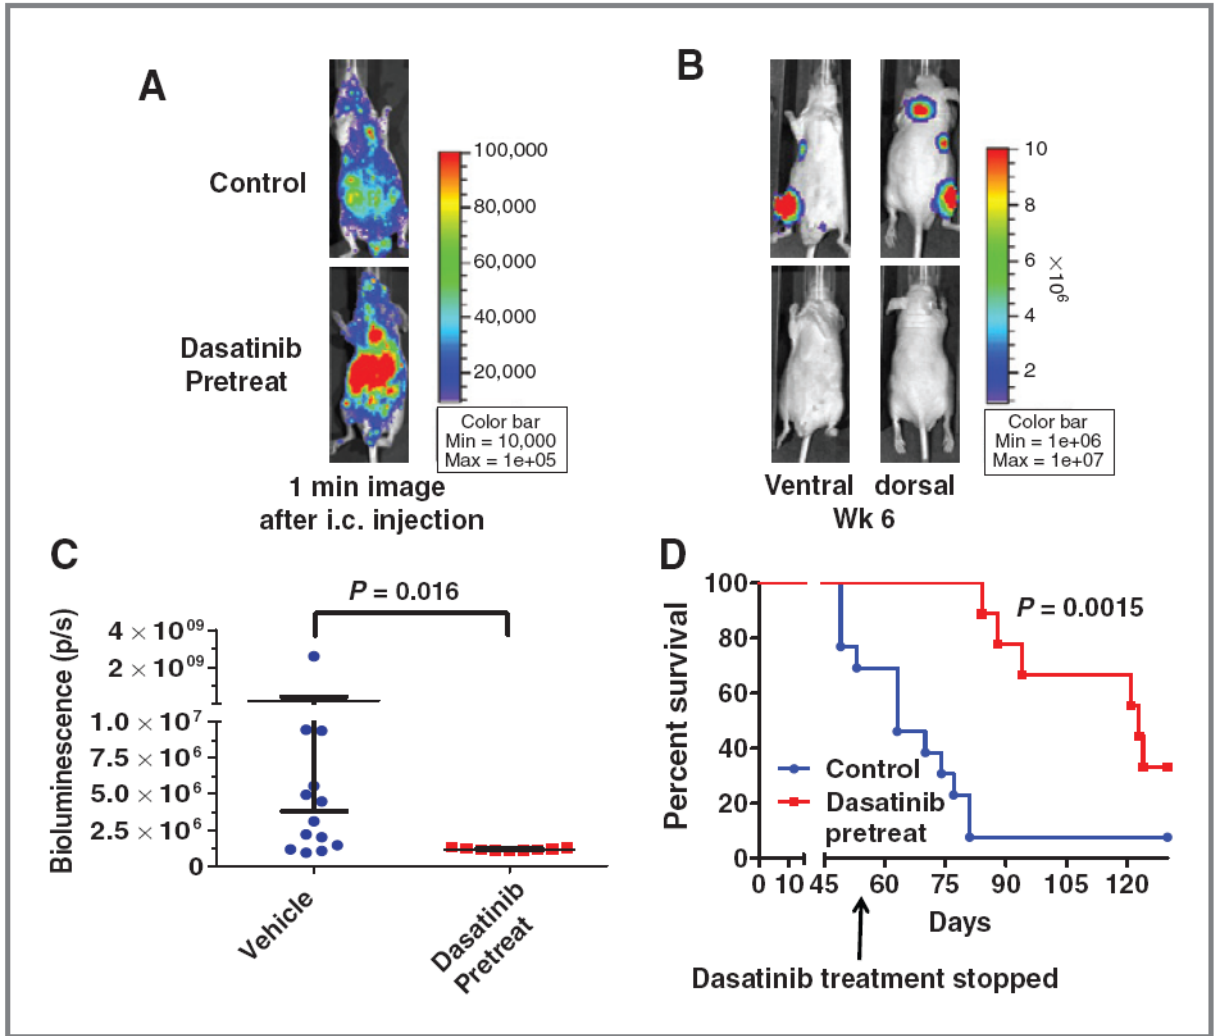 A
Control
Dasatinib
Pretreat
100,000
80,000
60,000
40,000
20,000
Color bar
Min = 10,000
Max = 1e+05
1 min image
after i.c. injection
B
10
8
6
4
2
×10⁶
Color bar
Min = 1e+06
Max = 1e+07
Ventral dorsal
Wk 6
C
P = 0.016
Bioluminescence (p/s)
4 × 10⁰⁹
2 × 10⁰⁹
1.0 × 10⁷
7.5 × 10⁶
5.0 × 10⁶
2.5 × 10⁶
0
Vehicle
Dasatinib
Pretreat
D
P = 0.0015
Percent survival
100
80
60
40
20
0
Control
Dasatinib
pretreat
0 10 45 60 75 90 105 120
Days
Dasatinib treatment stopped